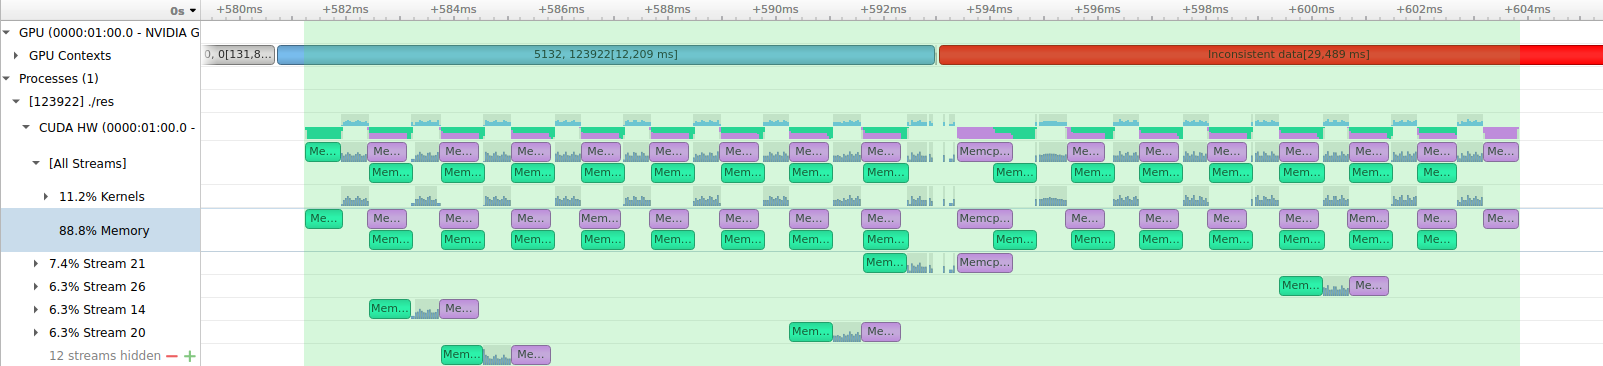 0s +580ms +582ms +584ms +586ms +588ms +590ms +592ms +594ms +596ms +598ms +600ms +602ms +604ms
GPU (0000:01:00.0 - NVIDIA G
GPU Contexts 0, 0[131,8... 5132, 123922[12,209 ms] Inconsistent data[29,489 ms]
Processes (1)
[123922] ./res
CUDA HW (0000:01:00.0 -
Me... Me... Me... Me... Me... Me... Me... Me... Me... Memcp... Me... Me... Me... Me... Me... Me... Me...
[All Streams]
Mem... Mem... Mem... Mem... Mem... Mem... Mem... Mem... Mem... Mem... Mem... Mem... Mem... Mem... Mem...
11.2% Kernels
Me... Me... Me... Me... Mem... Me... Me... Me... Me... Memcp... Me... Me... Me... Me... Mem... Me... Me...
88.8% Memory
Mem... Mem... Mem... Mem... Mem... Mem... Mem... Mem... Mem... Mem... Mem... Mem... Mem... Mem... Mem...
7.4% Stream 21 Mem... Memcp...
6.3% Stream 26 Mem... Me...
6.3% Stream 14 Mem... Me...
6.3% Stream 20 Mem... Me...
12 streams hidden Mem... Me...